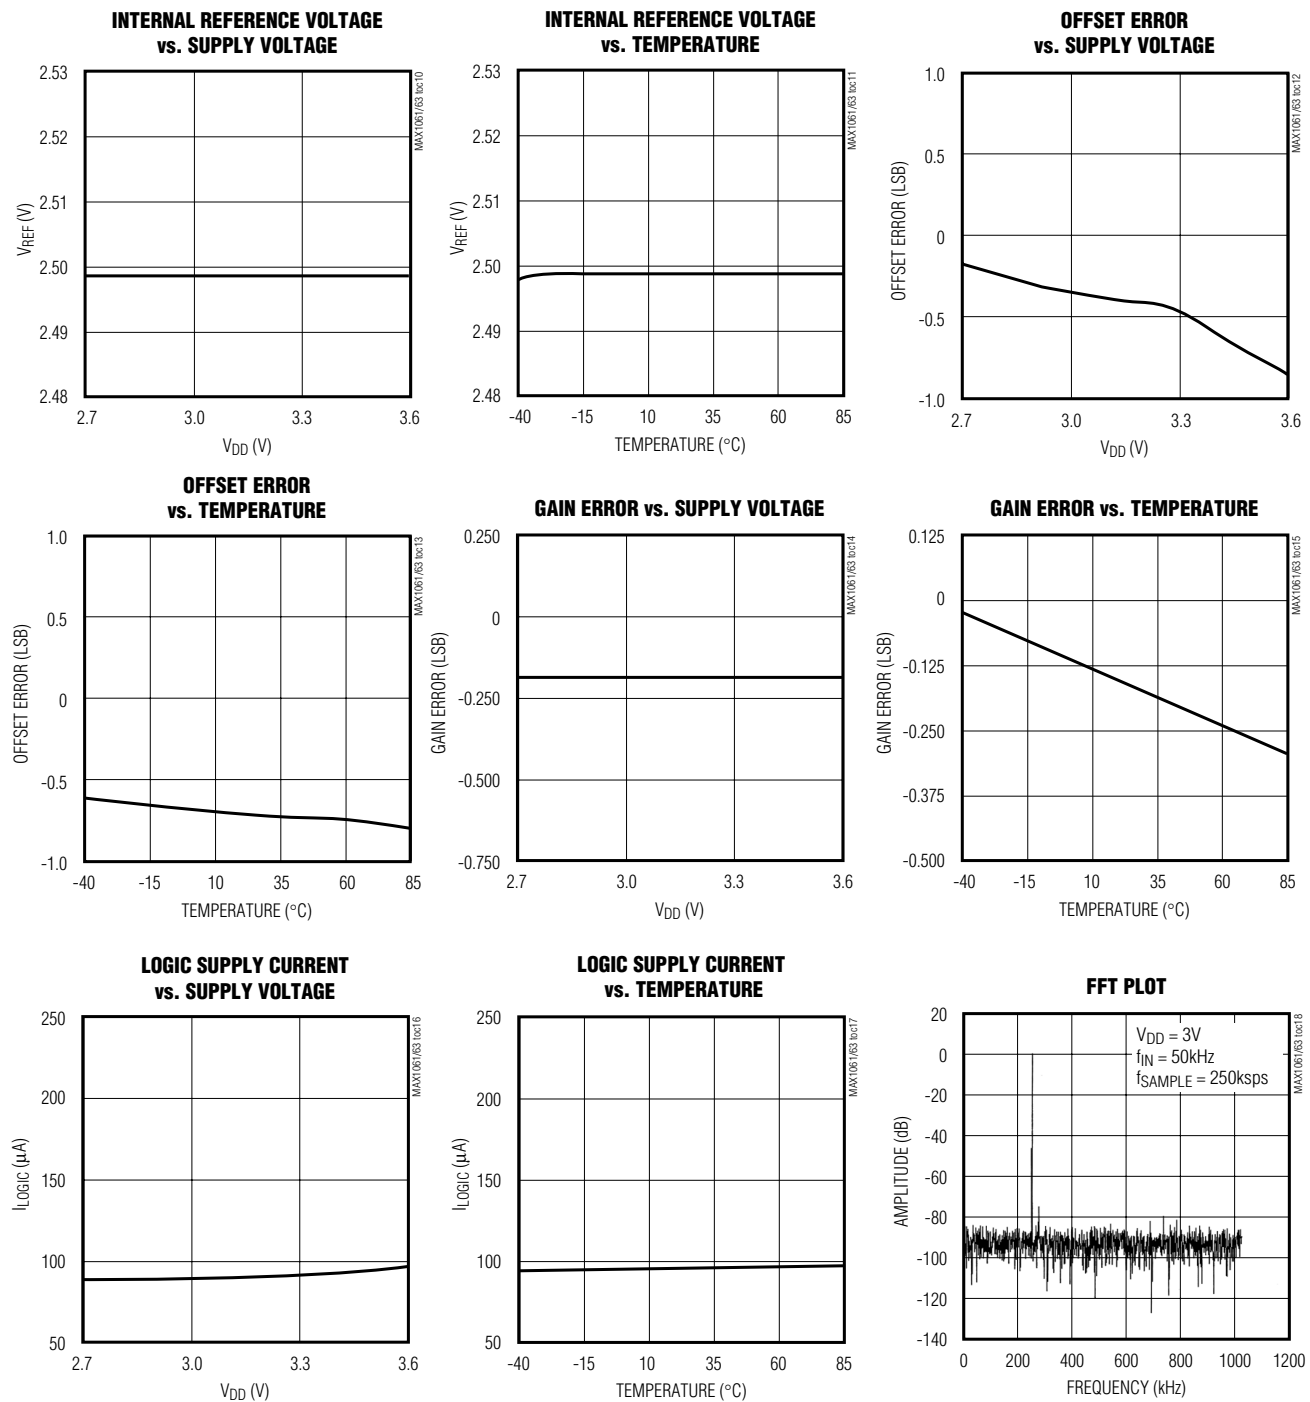 INTERNAL REFERENCE VOLTAGE
vs. SUPPLY VOLTAGE
2.53
2.52
2.51
2.50
2.49
2.48
VREF (V)
2.7
3.0
3.3
3.6
VDD (V)
MAX1061/63 toc10
INTERNAL REFERENCE VOLTAGE
vs. TEMPERATURE
2.53
2.52
2.51
2.50
2.49
2.48
VREF (V)
-40
-15
10
35
60
85
TEMPERATURE (°C)
MAX1061/63 toc11
OFFSET ERROR
vs. SUPPLY VOLTAGE
1.0
0.5
0
-0.5
-1.0
OFFSET ERROR (LSB)
2.7
3.0
3.3
3.6
VDD (V)
MAX1061/63 toc12
OFFSET ERROR
vs. TEMPERATURE
1.0
0.5
0
-0.5
-1.0
OFFSET ERROR (LSB)
-40
-15
10
35
60
85
TEMPERATURE (°C)
MAX1061/63 toc13
GAIN ERROR vs. SUPPLY VOLTAGE
0.250
0
-0.250
-0.500
-0.750
GAIN ERROR (LSB)
2.7
3.0
3.3
3.6
VDD (V)
MAX1061/63 toc14
GAIN ERROR vs. TEMPERATURE
0.125
0
-0.125
-0.250
-0.375
-0.500
GAIN ERROR (LSB)
-40
-15
10
35
60
85
TEMPERATURE (°C)
MAX1061/63 toc15
LOGIC SUPPLY CURRENT
vs. SUPPLY VOLTAGE
250
200
150
100
50
ILOGIC (µA)
2.7
3.0
3.3
3.6
VDD (V)
MAX1061/63 toc16
LOGIC SUPPLY CURRENT
vs. TEMPERATURE
250
200
150
100
50
ILOGIC (µA)
-40
-15
10
35
60
85
TEMPERATURE (°C)
MAX1061/63 toc17
FFT PLOT
20
0
-20
-40
-60
-80
-100
-120
-140
AMPLITUDE (dB)
VDD = 3V
fIN = 50kHz
fSAMPLE = 250ksps
0
200
400
600
800
1000
1200
FREQUENCY (kHz)
MAX1061/63 toc18